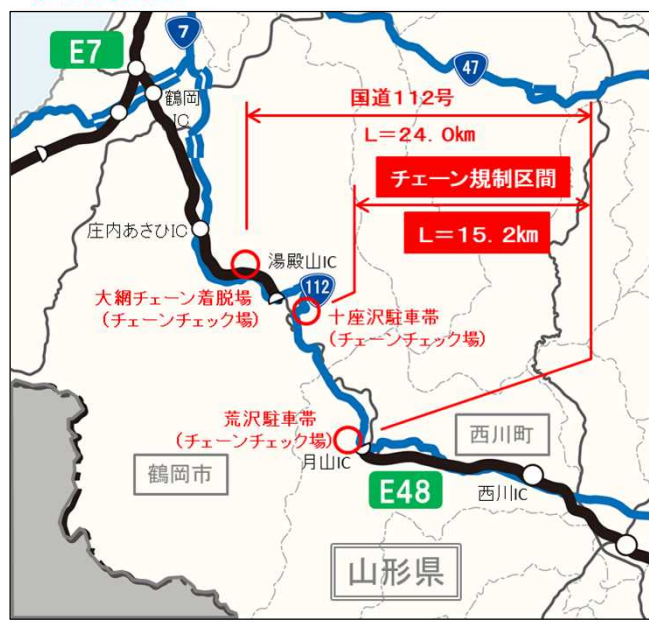 7
E7
47
鶴岡
IC
国道112号
L=24.0km
チェーン規制区間
L=15.2km
庄内あさひIC
湯殿山IC
大網チェーン着脱場
(チェーンチェック場)
112
十座沢駐車帯
(チェーンチェック場)
荒沢駐車帯
(チェーンチェック場)
月山IC
西川町
鶴岡市
E48
西川IC
山形県